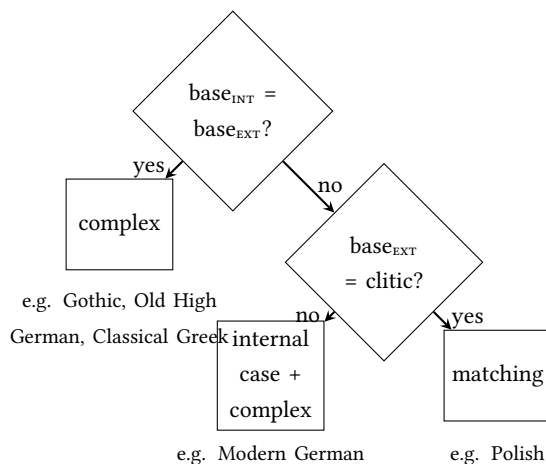 base_INT =
base_EXT?
yes
no
complex
base_EXT
= clitic?
e.g. Gothic, Old High
German, Classical Greek
no
yes
internal
case +
complex
matching
e.g. Modern German
e.g. Polish